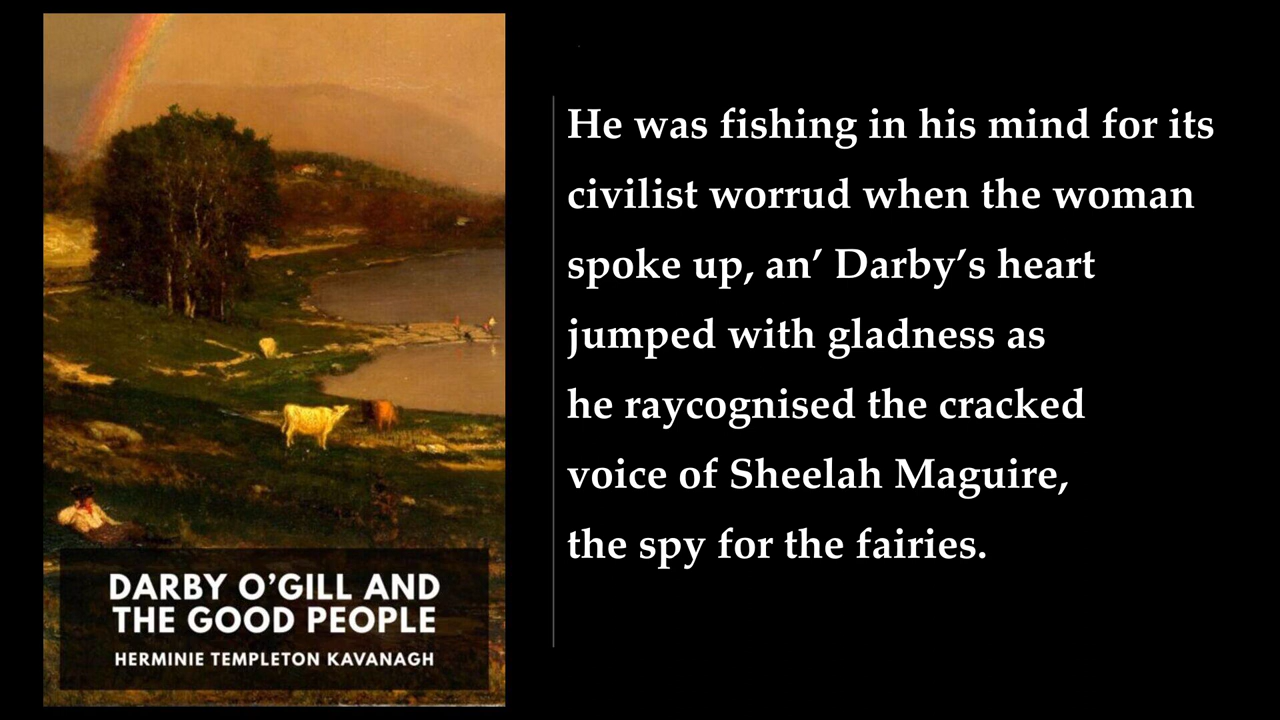 He was fishing in his mind for its
civilist worrud when the woman
spoke up, an’ Darby’s heart
jumped with gladness as
he raycognised the cracked
voice of Sheelah Maguire,
the spy for the fairies.
DARBY O’GILL AND
THE GOOD PEOPLE
HERMINIE TEMPLETON KAVANAGH